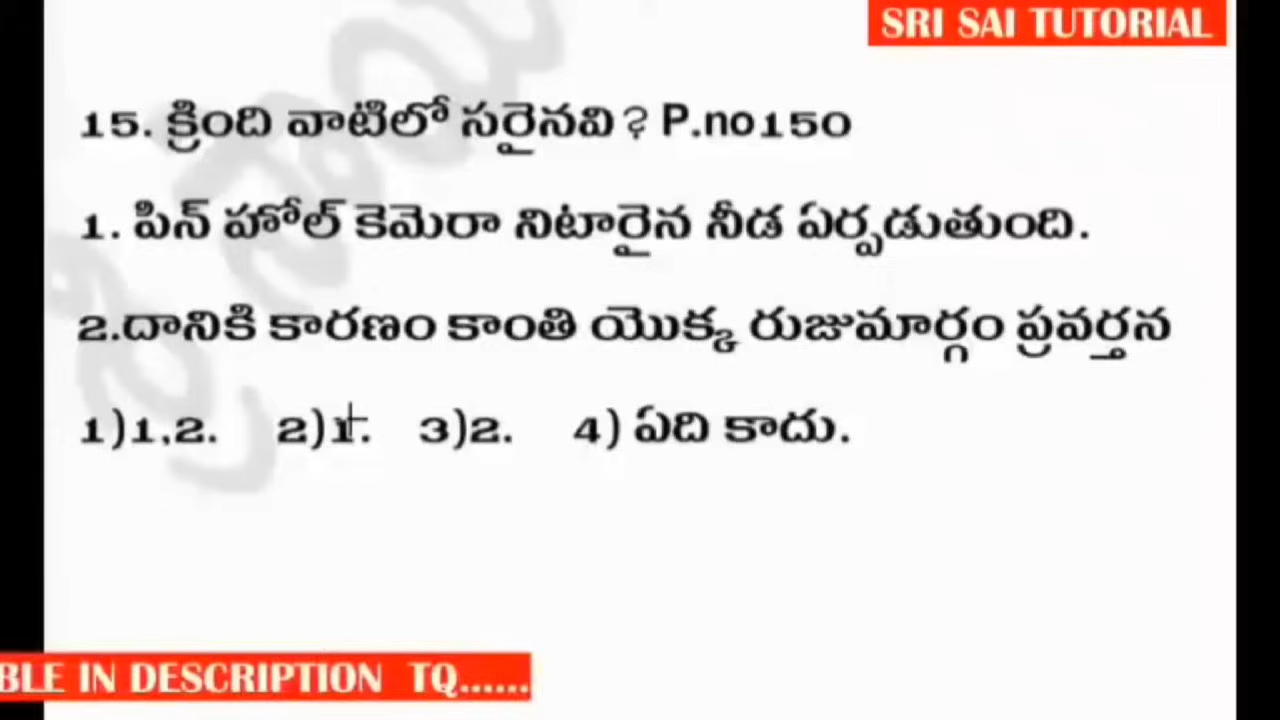 SRI SAI TUTORIAL
15. క్రింది వాటిలో సరైనవి? P.no150
1. పిన్ హోల్ కెమెరా నిటారైన నీడ ఏర్పడుతుంది.
2.దానికి కారణం కాంతి యొక్క రుజుమార్గం ప్రవర్తన
1)1,2. 2)1. 3)2. 4) ఏది కాదు.
BLE IN DESCRIPTION TQ......